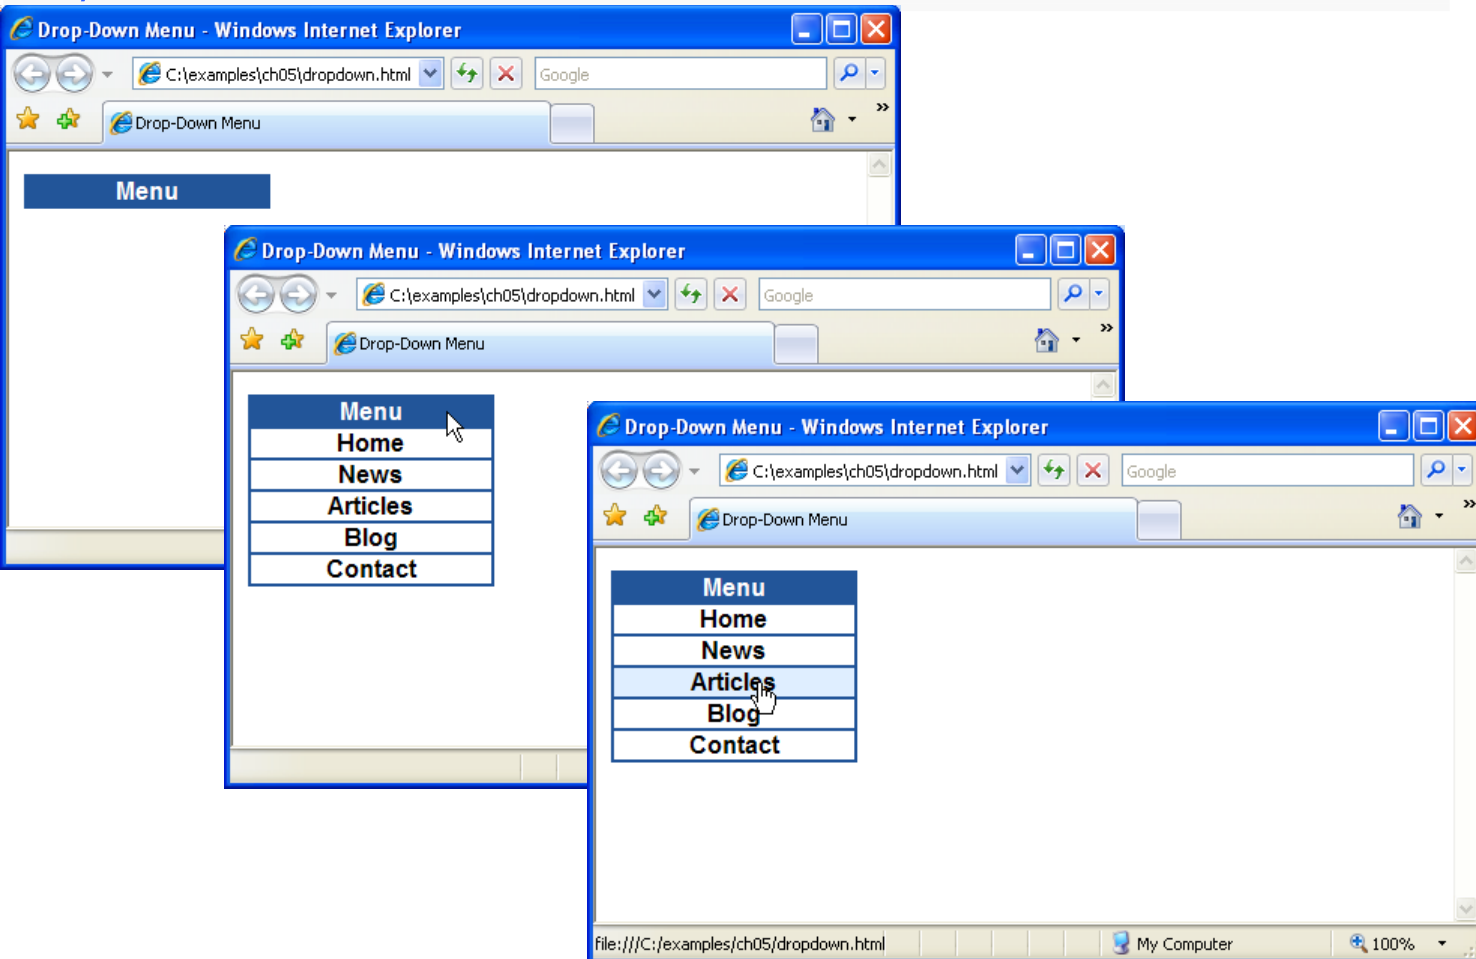 Drop-Down Menu - Windows Internet Explorer
C:\examples\ch05\dropdown.html
Google
Drop-Down Menu
»
Menu
Drop-Down Menu - Windows Internet Explorer
C:\examples\ch05\dropdown.html
Google
Drop-Down Menu
»
Menu
Home
News
Articles
Blog
Contact
Drop-Down Menu - Windows Internet Explorer
C:\examples\ch05\dropdown.html
Google
Drop-Down Menu
»
Menu
Home
News
Articles
Blog
Contact
file:///C:/examples/ch05/dropdown.html My Computer 100%